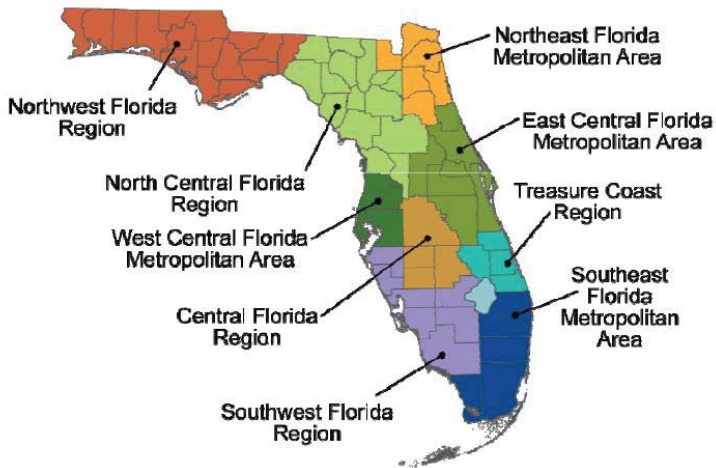 Northeast Florida
Metropolitan Area
Northwest Florida
Region
East Central Florida
Metropolitan Area
North Central Florida
Region
Treasure Coast
Region
West Central Florida
Metropolitan Area
Southeast
Florida
Metropolitan
Area
Central Florida
Region
Southwest Florida
Region